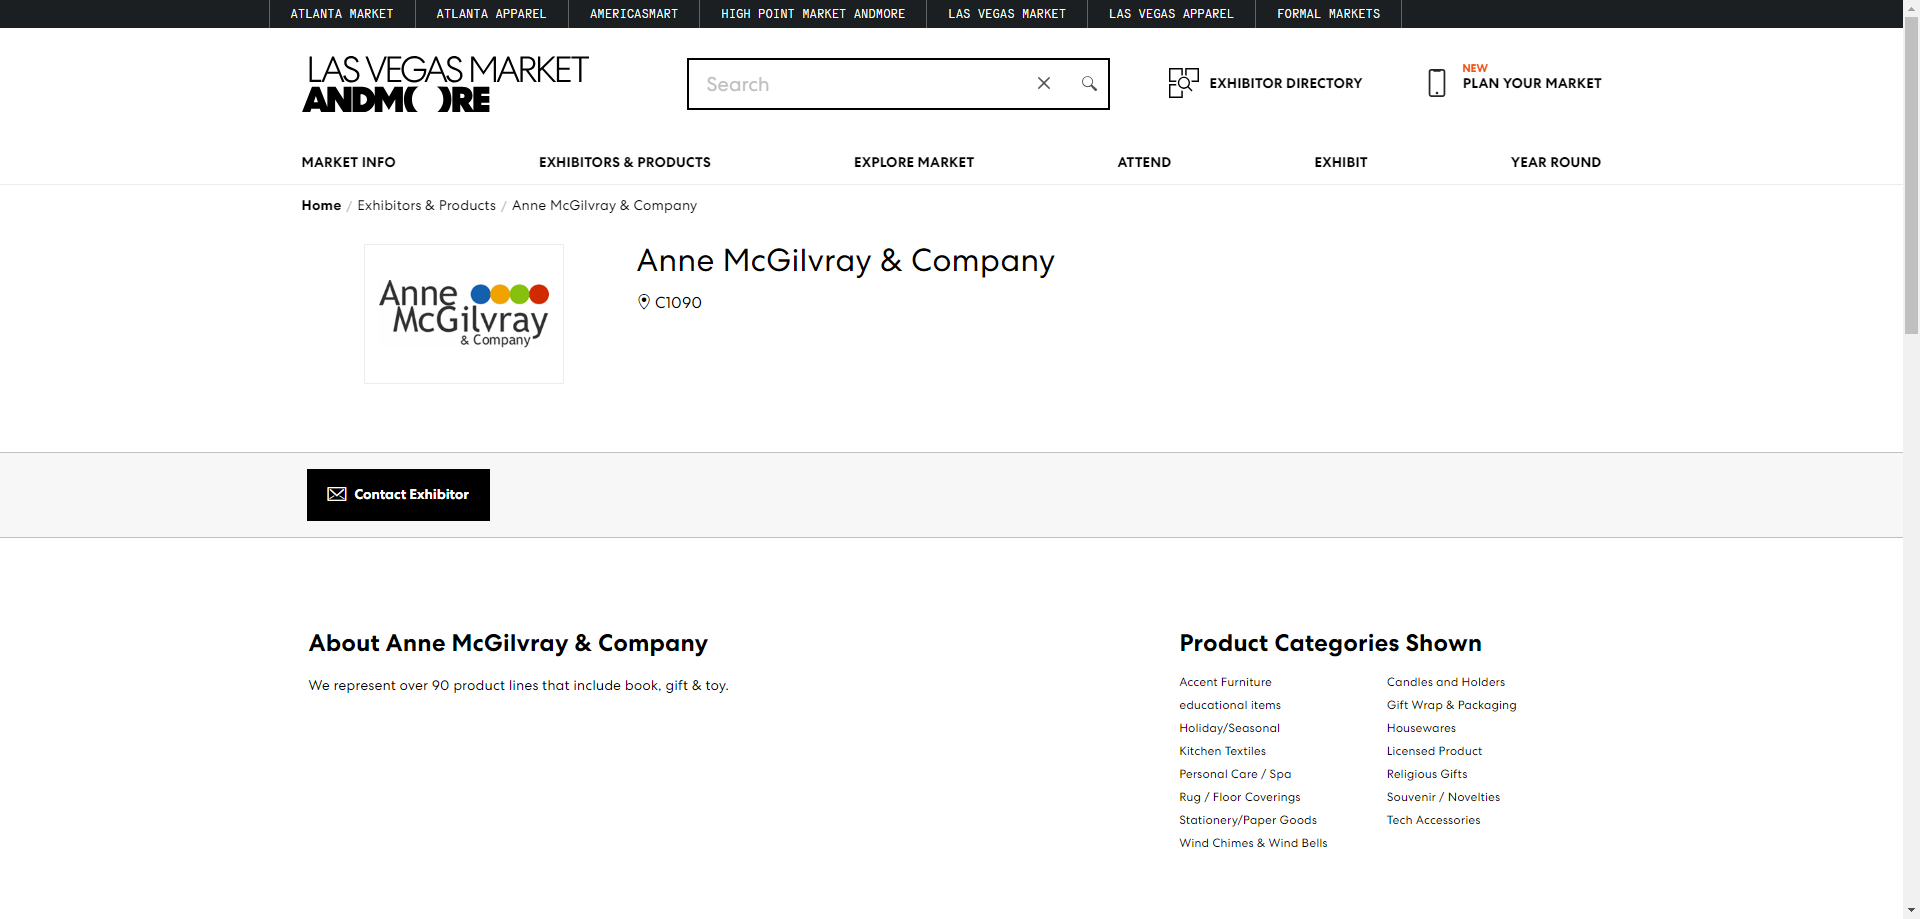 ATLANTA MARKET ATLANTA APPAREL AMERICASMART HIGH POINT MARKET ANDMORE LAS VEGAS MARKET LAS VEGAS APPAREL FORMAL MARKETS
LAS VEGAS MARKET
ANDMORE
Search
EXHIBITOR DIRECTORY
NEW
PLAN YOUR MARKET
MARKET INFO EXHIBITORS & PRODUCTS EXPLORE MARKET ATTEND EXHIBIT YEAR ROUND
Home / Exhibitors & Products / Anne McGilvray & Company
Anne
McGilvray
& Company
Anne McGilvray & Company
C1090
Contact Exhibitor
About Anne McGilvray & Company
We represent over 90 product lines that include book, gift & toy.
Product Categories Shown
Accent Furniture Candles and Holders
educational items Gift Wrap & Packaging
Holiday/Seasonal Housewares
Kitchen Textiles Licensed Product
Personal Care / Spa Religious Gifts
Rug / Floor Coverings Souvenir / Novelties
Stationery/Paper Goods Tech Accessories
Wind Chimes & Wind Bells